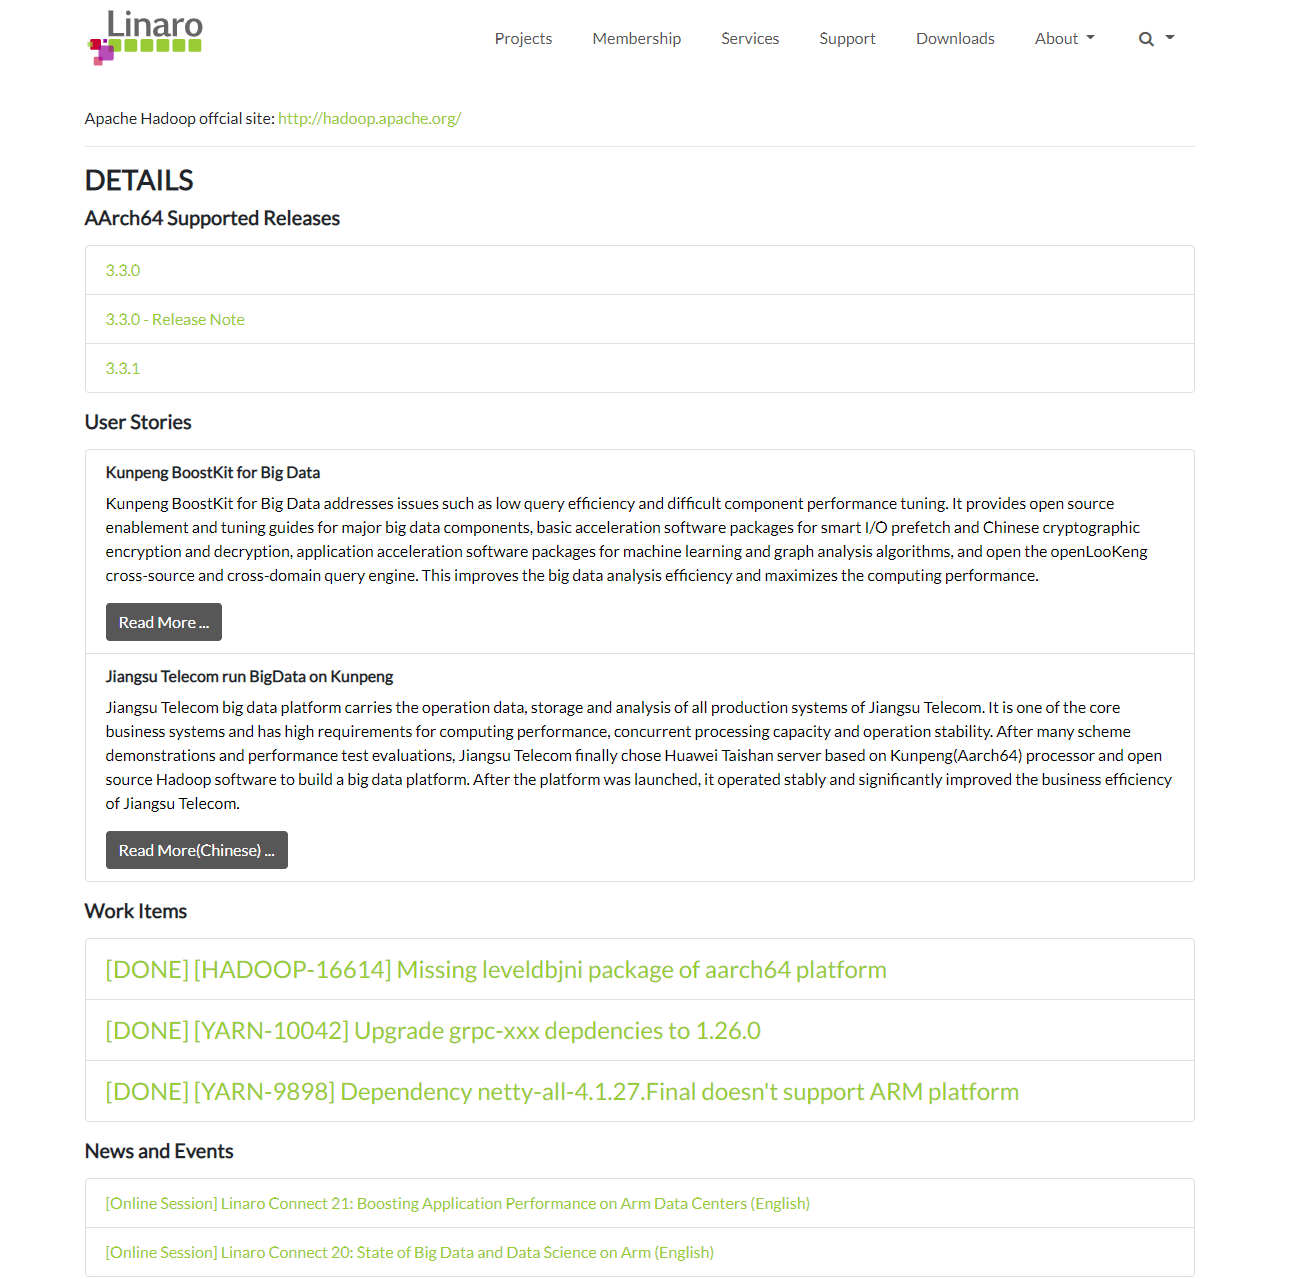 Linaro
Projects Membership Services Support Downloads About
Apache Hadoop offcial site: http://hadoop.apache.org/
DETAILS
AArch64 Supported Releases
3.3.0
3.3.0 - Release Note
3.3.1
User Stories
Kunpeng BoostKit for Big Data
Kunpeng BoostKit for Big Data addresses issues such as low query efficiency and difficult component performance tuning. It provides open source
enablement and tuning guides for major big data components, basic acceleration software packages for smart I/O prefetch and Chinese cryptographic
encryption and decryption, application acceleration software packages for machine learning and graph analysis algorithms, and open the openLooKeng
cross-source and cross-domain query engine. This improves the big data analysis efficiency and maximizes the computing performance.
Read More ...
Jiangsu Telecom run BigData on Kunpeng
Jiangsu Telecom big data platform carries the operation data, storage and analysis of all production systems of Jiangsu Telecom. It is one of the core
business systems and has high requirements for computing performance, concurrent processing capacity and operation stability. After many scheme
demonstrations and performance test evaluations, Jiangsu Telecom finally chose Huawei Taishan server based on Kunpeng(Aarch64) processor and open
source Hadoop software to build a big data platform. After the platform was launched, it operated stably and significantly improved the business efficiency
of Jiangsu Telecom.
Read More(Chinese) ...
Work Items
[DONE] [HADOOP-16614] Missing leveldbjni package of aarch64 platform
[DONE] [YARN-10042] Upgrade grpc-xxx depdencies to 1.26.0
[DONE] [YARN-9898] Dependency netty-all-4.1.27.Final doesn't support ARM platform
News and Events
[Online Session] Linaro Connect 21: Boosting Application Performance on Arm Data Centers (English)
[Online Session] Linaro Connect 20: State of Big Data and Data Science on Arm (English)